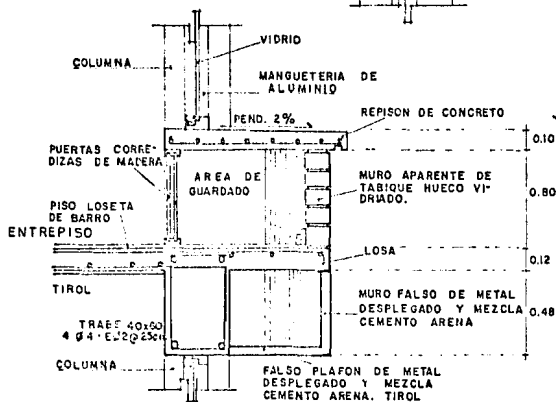 VIDRIO
COLUMNA
MANGUETERIA DE
ALUMINIO
PEND. 2%
REPISON DE CONCRETO
0.10
PUERTAS CORRE-
DIZAS DE MADERA
AREA DE
GUARDADO
MURO APARENTE DE
TABIQUE HUECO VI-
DRIADO.
0.80
PISO LOSETA
DE BARRO
ENTREPISO
LOSA
0.12
TIROL
MURO FALSO DE METAL
DESPLEGADO Y MEZCLA
CEMENTO ARENA
0.48
TRABE 40x60
COLUMNA
FALSO PLAFON DE METAL
DESPLEGADO Y MEZCLA
CEMENTO ARENA. TIROL